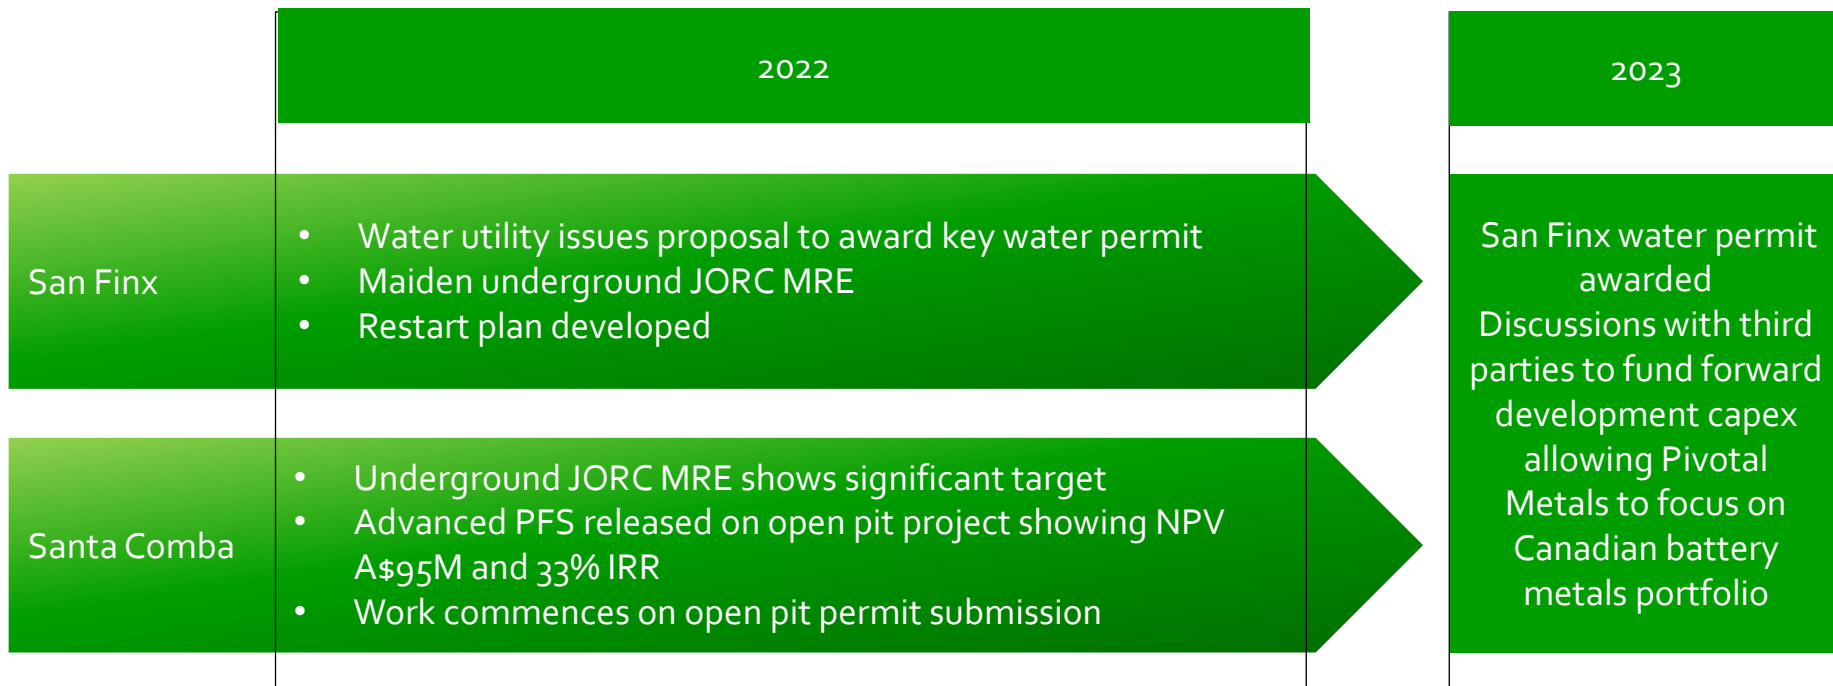 2022
2023
San Finx
• Water utility issues proposal to award key water permit
• Maiden underground JORC MRE
• Restart plan developed
Santa Comba
• Underground JORC MRE shows significant target
• Advanced PFS released on open pit project showing NPV
A$95M and 33% IRR
• Work commences on open pit permit submission
San Finx water permit
awarded
Discussions with third
parties to fund forward
development capex
allowing Pivotal
Metals to focus on
Canadian battery
metals portfolio